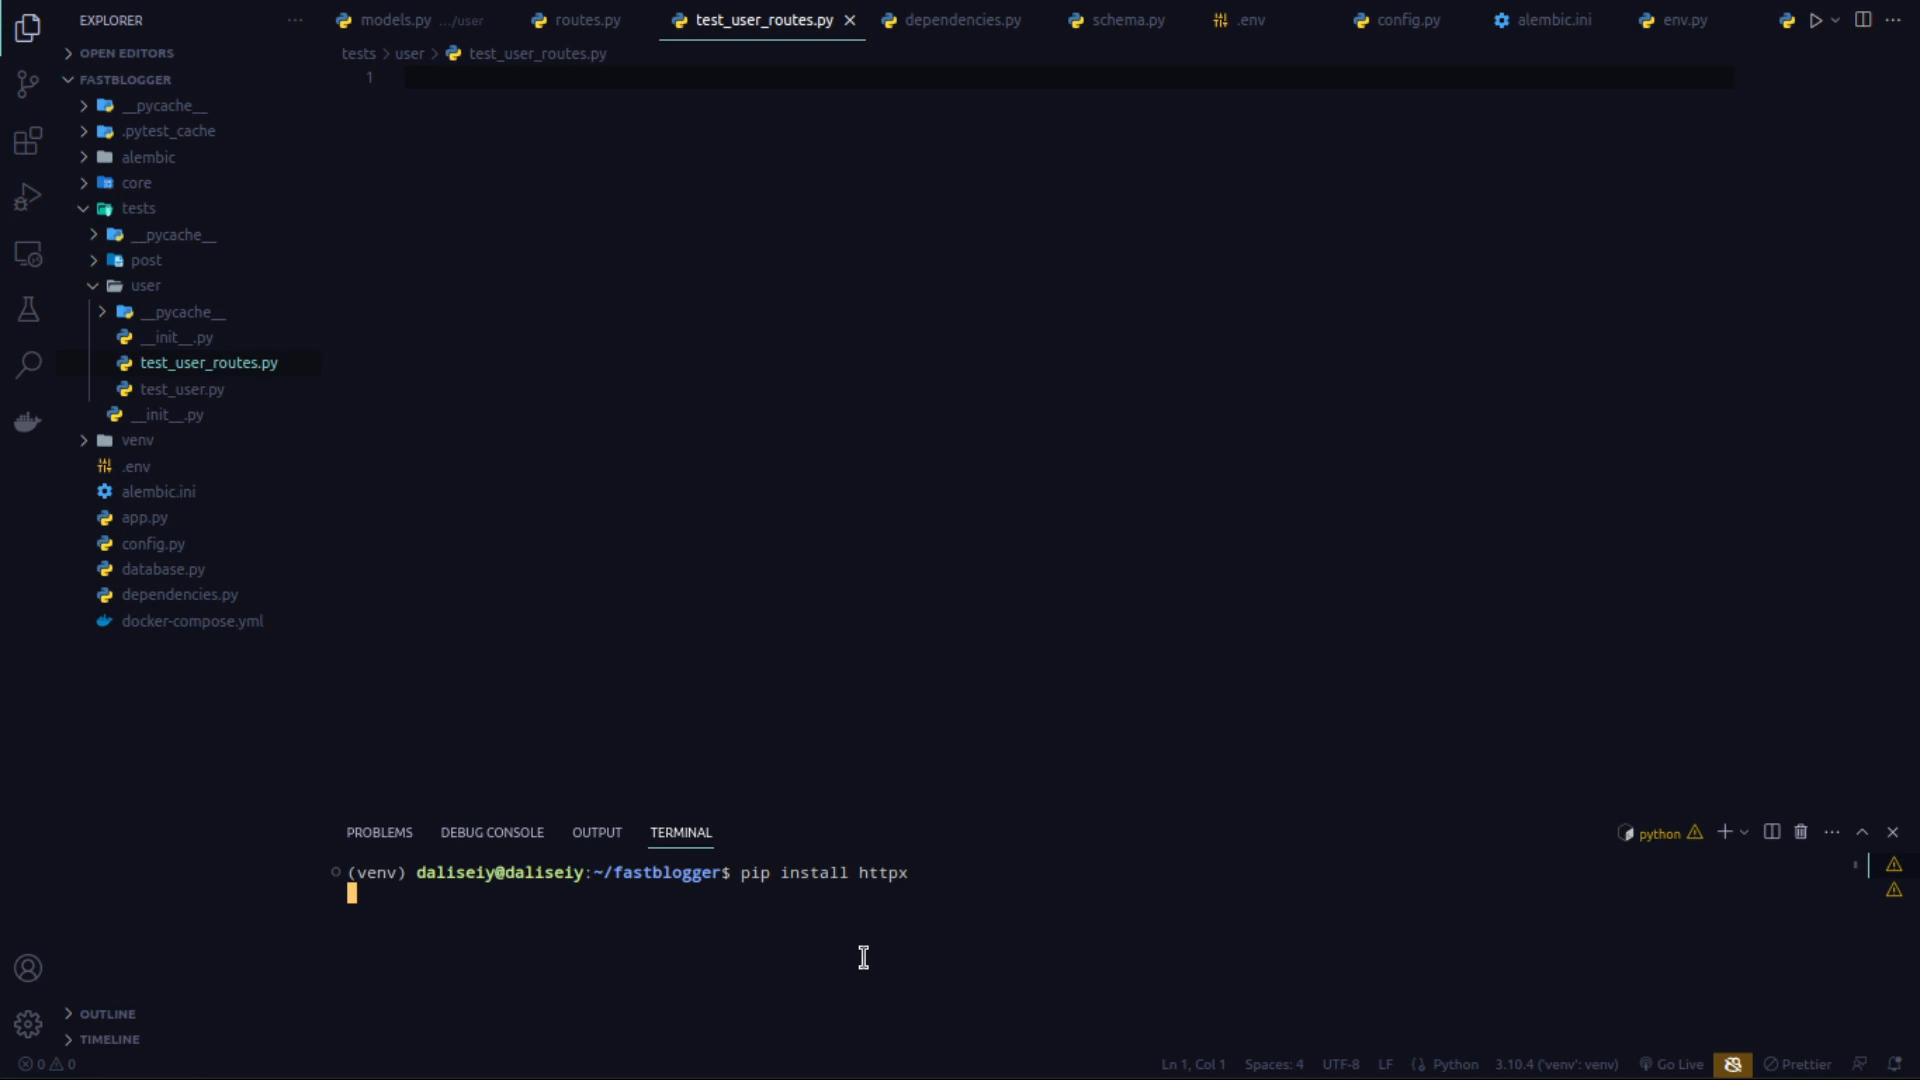 EXPLORER
OPEN EDITORS
FASTBLOGGER
__pycache__
.pytest_cache
alembic
core
tests
__pycache__
post
user
__pycache__
__init__.py
test_user_routes.py
test_user.py
__init__.py
venv
.env
alembic.ini
app.py
config.py
database.py
dependencies.py
docker-compose.yml
OUTLINE
TIMELINE
models.py .../user routes.py test_user_routes.py dependencies.py schema.py .env config.py alembic.ini env.py
tests > user > test_user_routes.py
1
PROBLEMS DEBUG CONSOLE OUTPUT TERMINAL
python
(venv) daliseiy@daliseiy:~/fastblogger$ pip install httpx
0 0
Ln 1, Col 1 Spaces: 4 UTF-8 LF Python 3.10.4 ('venv': venv) Go Live Prettier